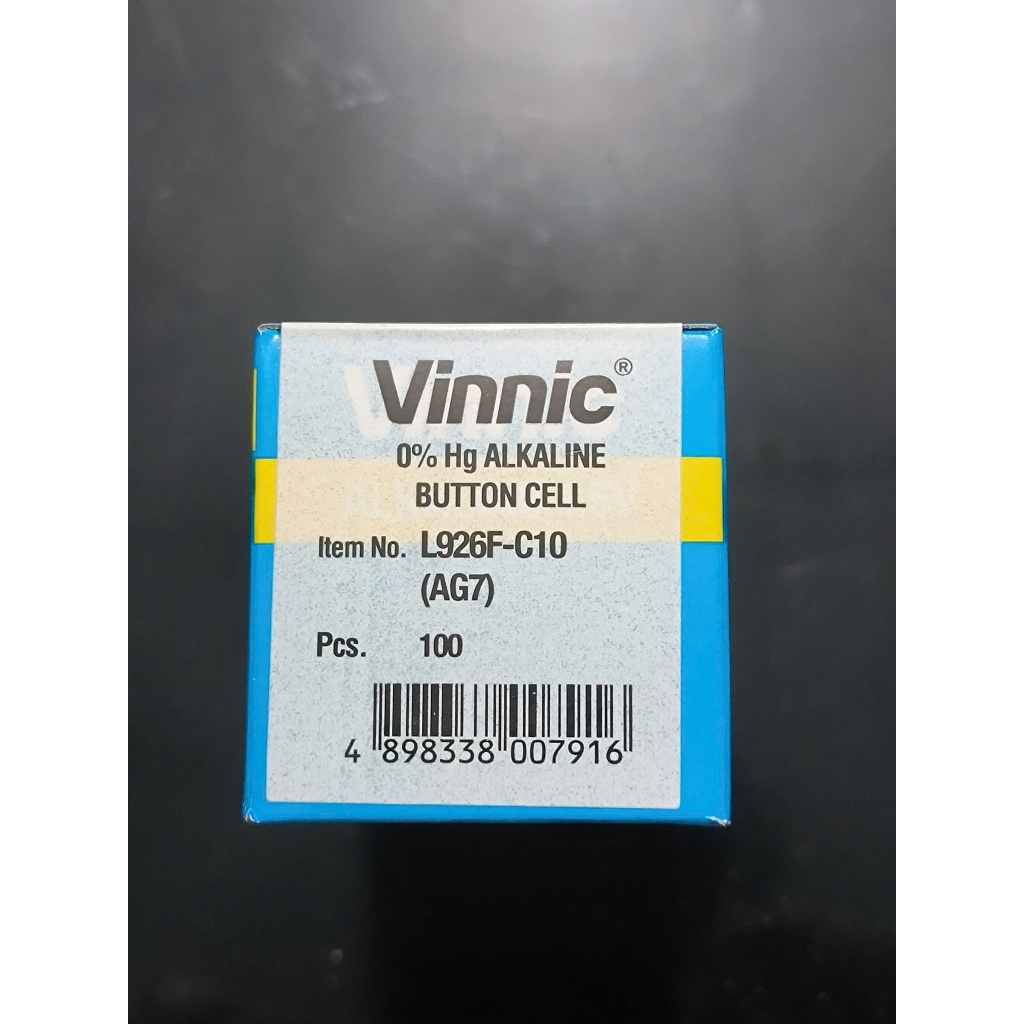 Vinnic®
0% Hg ALKALINE
BUTTON CELL
Item No. L926F-C10
(AG7)
Pcs. 100
4 898338 007916